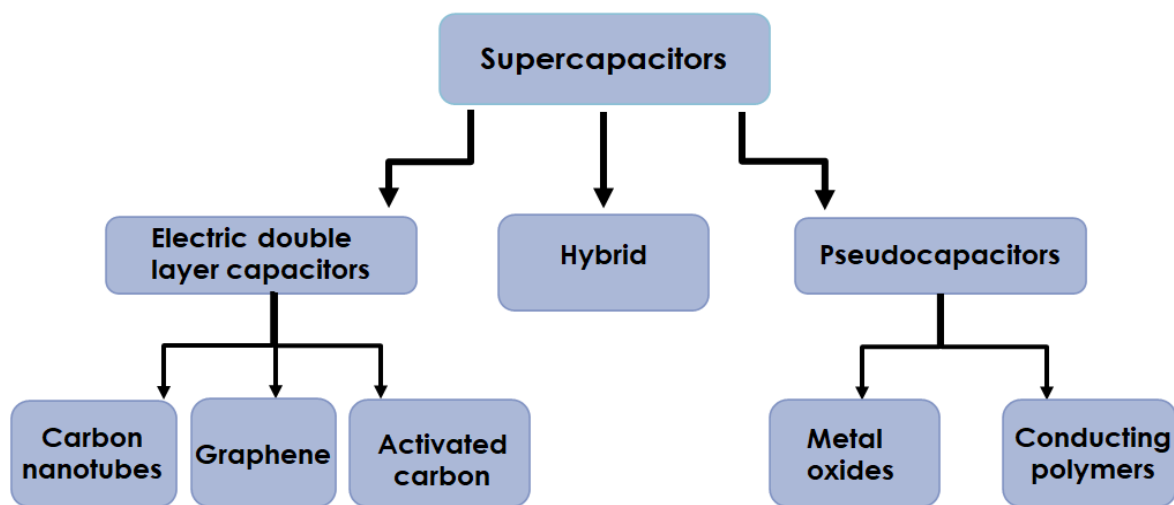 Supercapacitors
Electric double
layer capacitors
Hybrid
Pseudocapacitors
Carbon
nanotubes
Graphene
Activated
carbon
Metal
oxides
Conducting
polymers